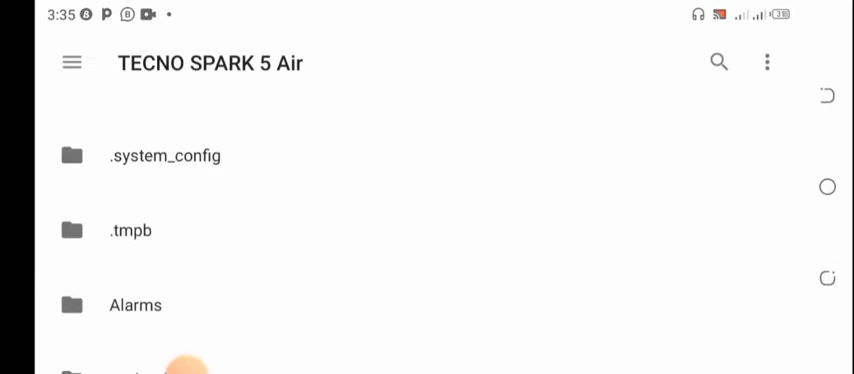 3:35
TECNO SPARK 5 Air
.system_config
.tmpb
Alarms